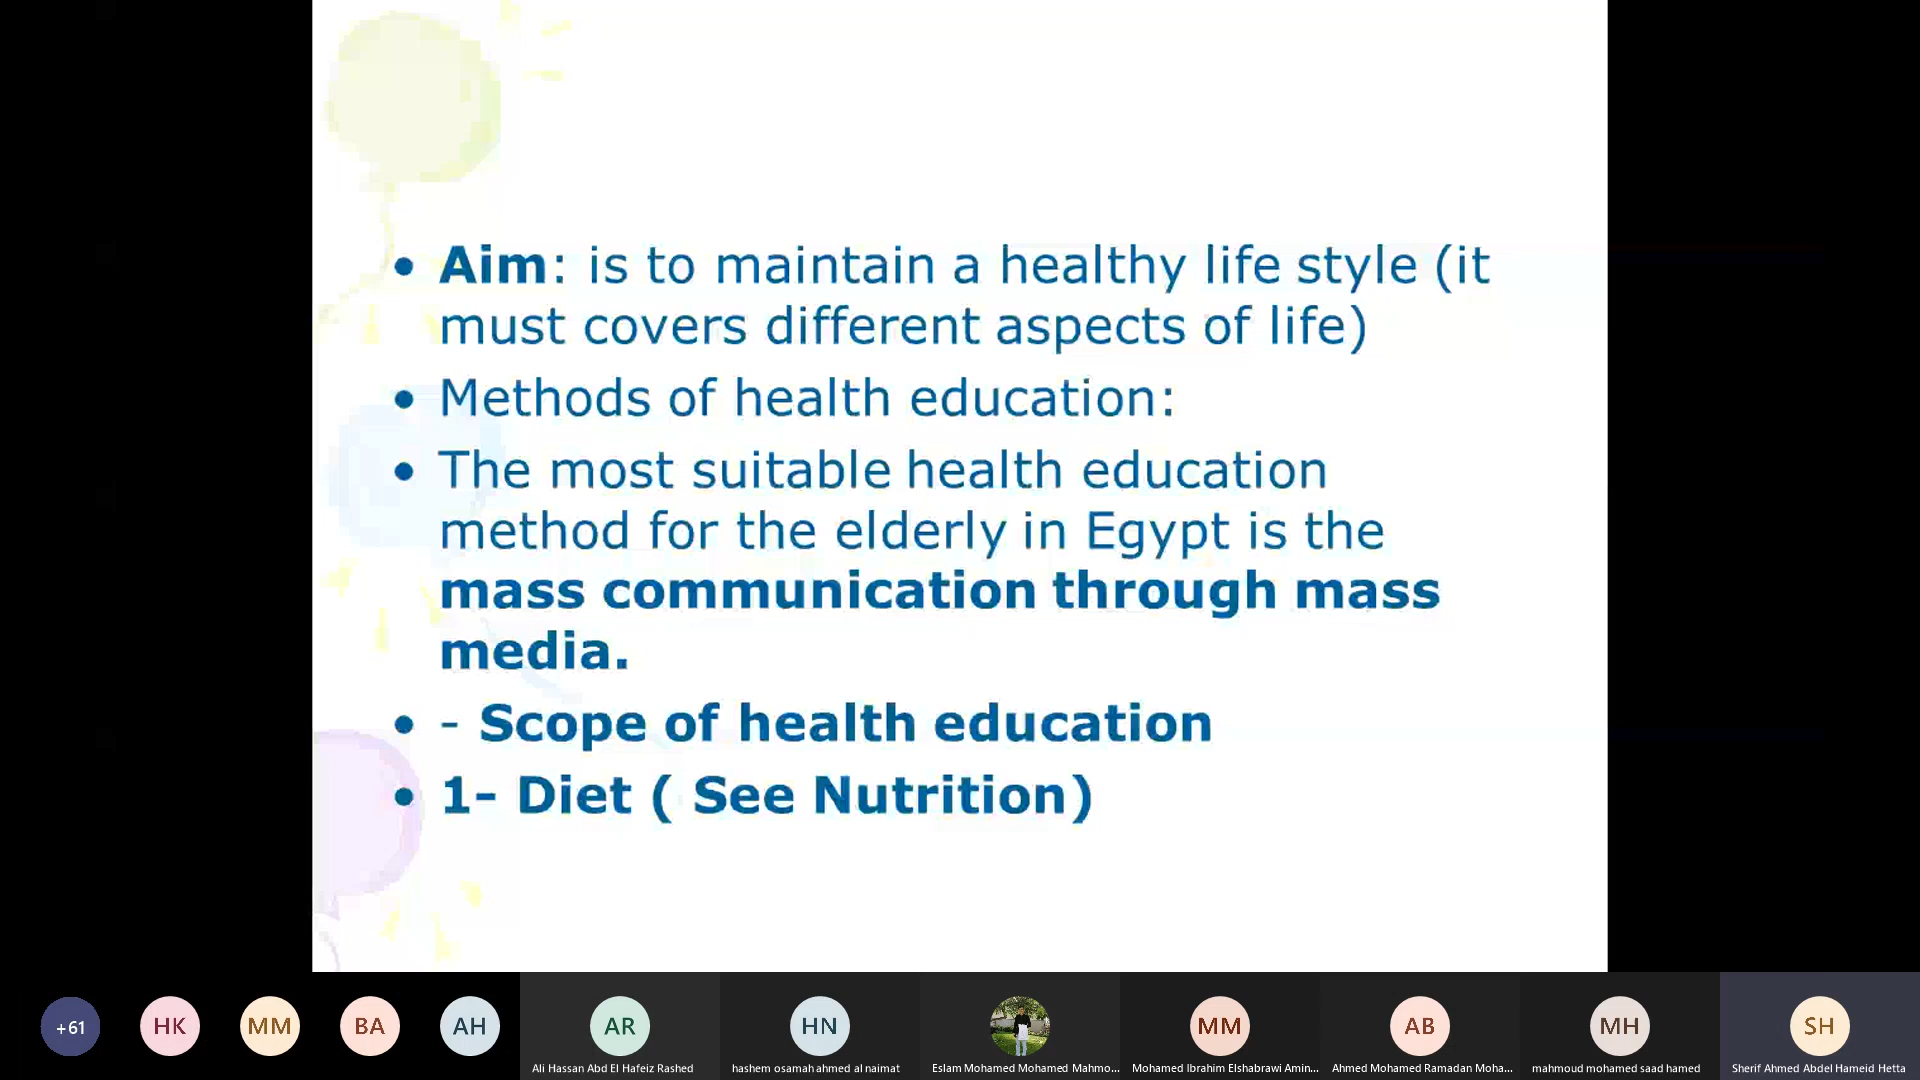 • Aim: is to maintain a healthy life style (it
must covers different aspects of life)
• Methods of health education:
• The most suitable health education
method for the elderly in Egypt is the
mass communication through mass
media.
• - Scope of health education
• 1- Diet ( See Nutrition)
+61
HK
MM
BA
AH
AR
HN
MM
AB
MH
SH
Ali Hassan Abd El Hafeiz Rashed
hashem osamah ahmed al naimat
Eslam Mohamed Mohamed Mahmo...
Mohamed Ibrahim Elshabrawi Amin...
Ahmed Mohamed Ramadan Moha...
mahmoud mohamed saad hamed
Sherif Ahmed Abdel Hameid Hetta